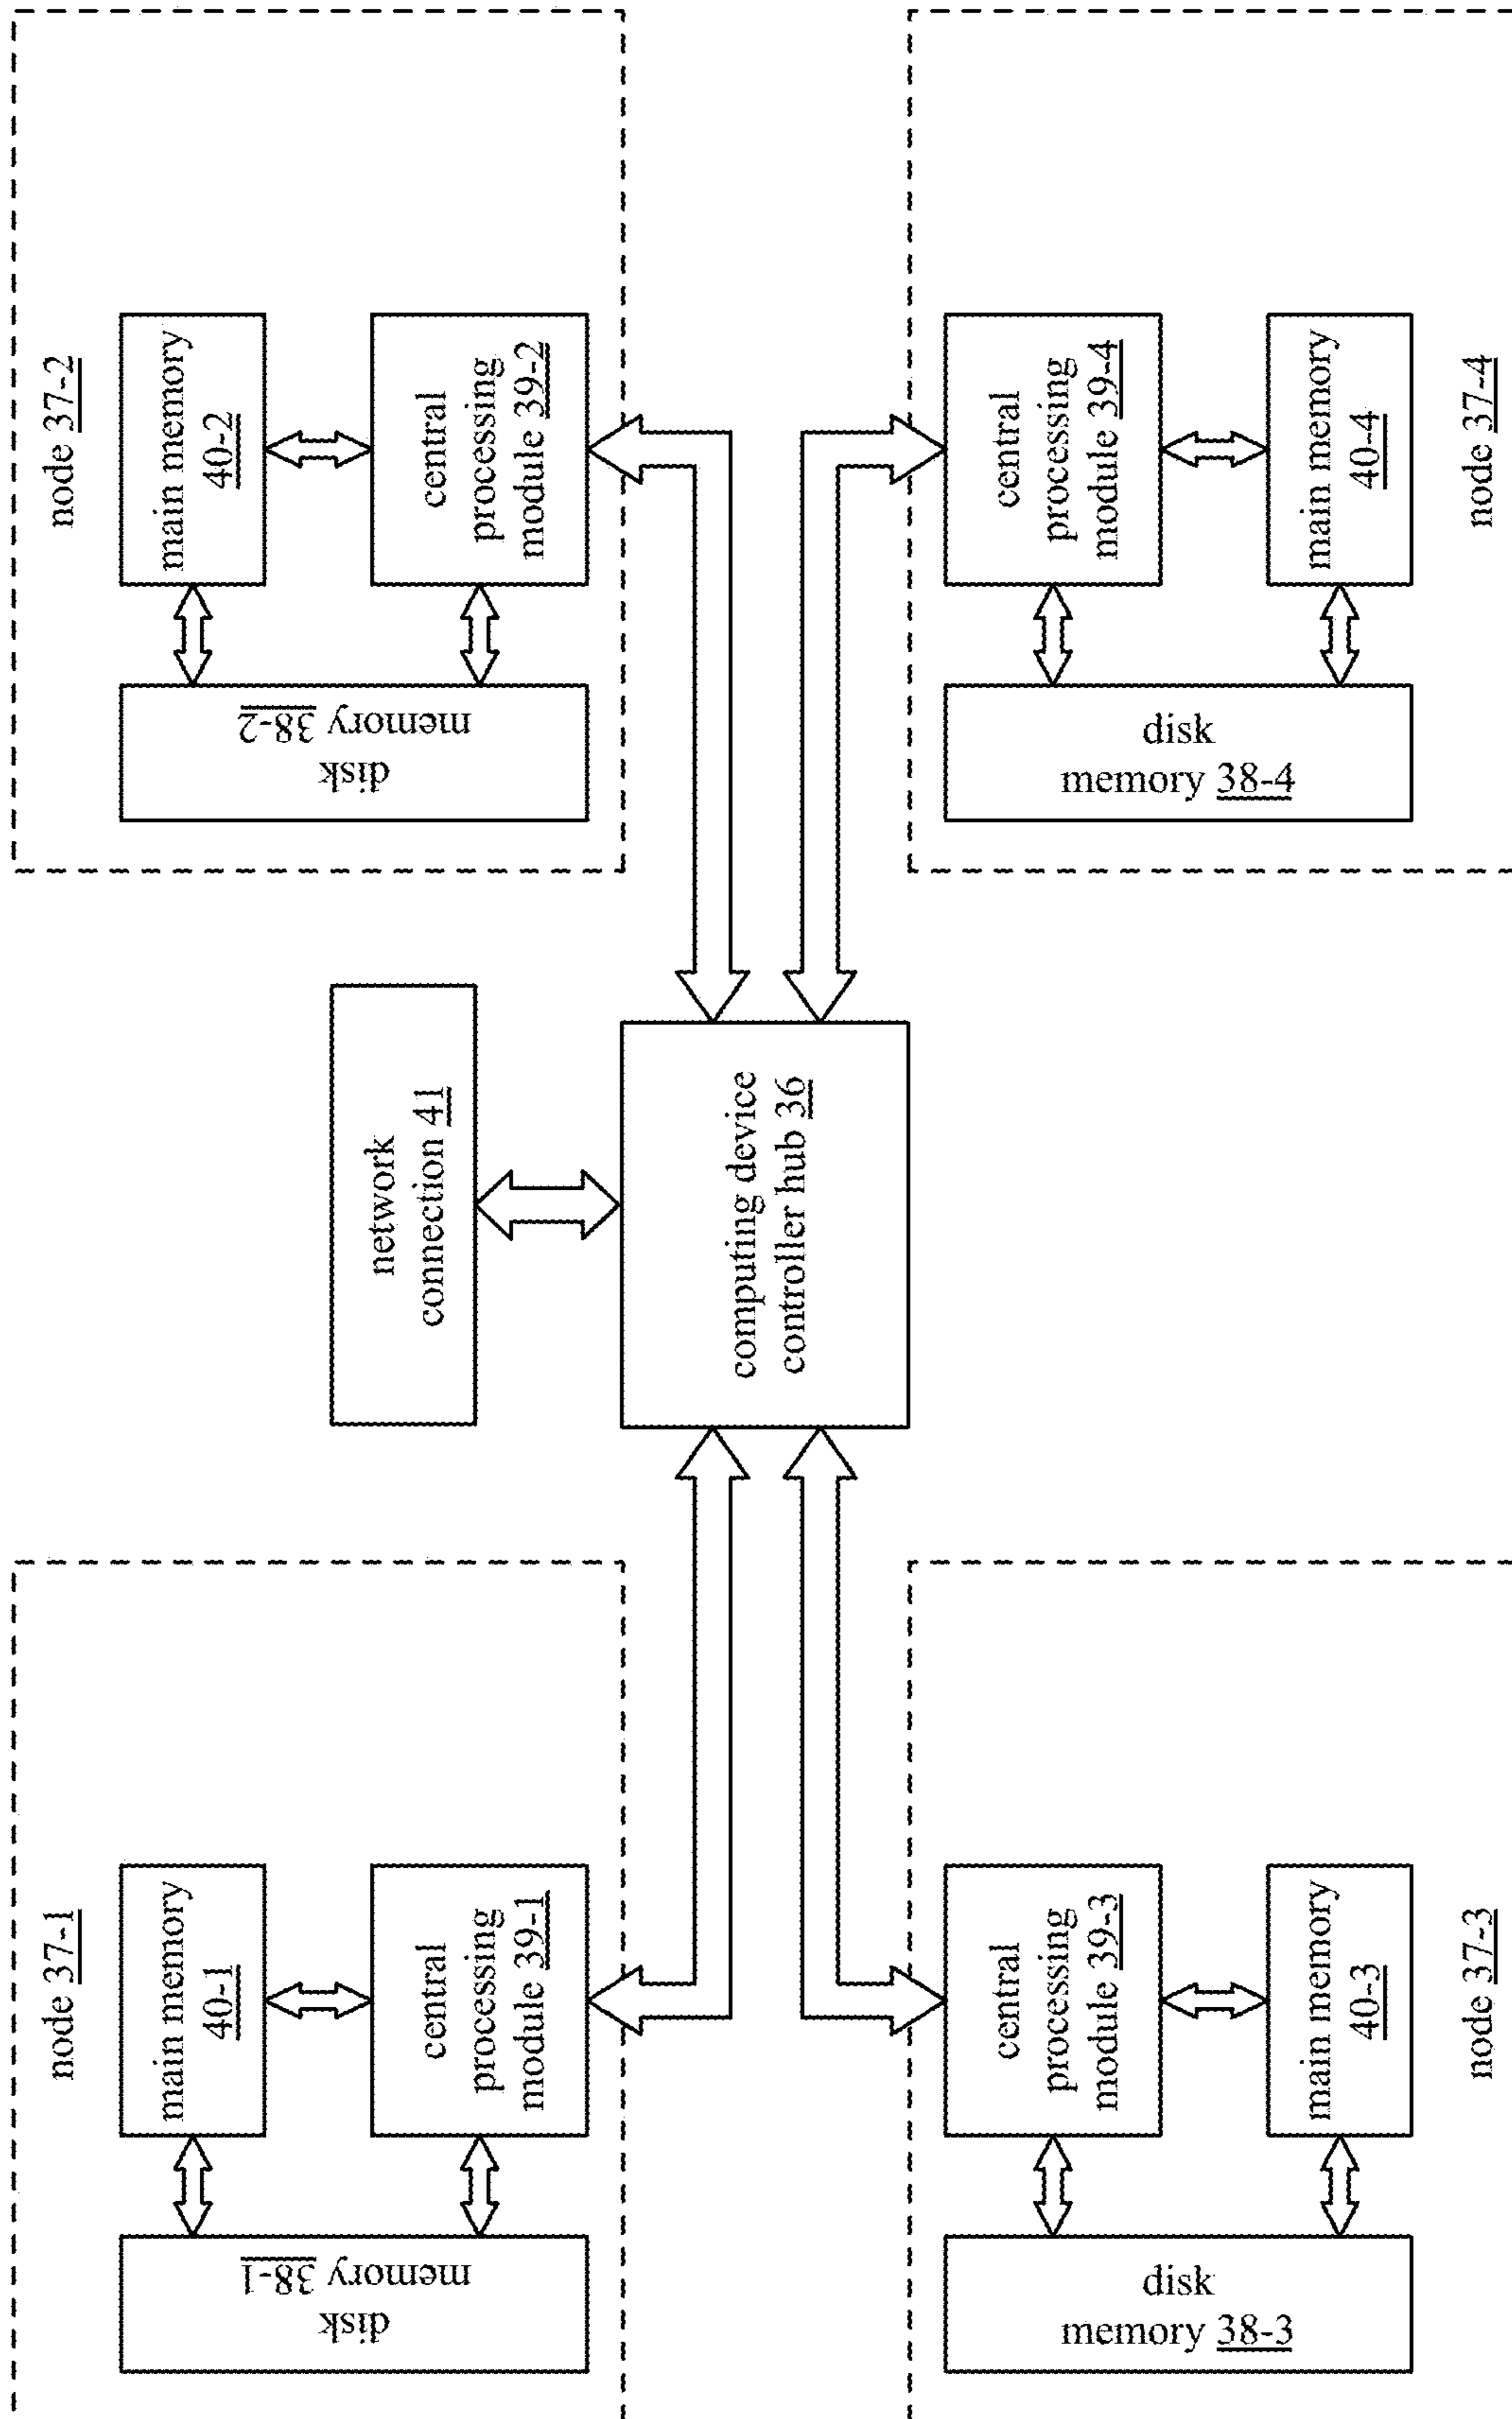 node 37-1
main memory
40-1
central
processing
module 39-1
disk
memory 38-1
network
connection 41
computing device
controller hub 36
node 37-2
main memory
40-2
central
processing
module 39-2
disk
memory 38-2
central
processing
module 39-3
main memory
40-3
disk
memory 38-3
node 37-3
central
processing
module 39-4
main memory
40-4
disk
memory 38-4
node 37-4